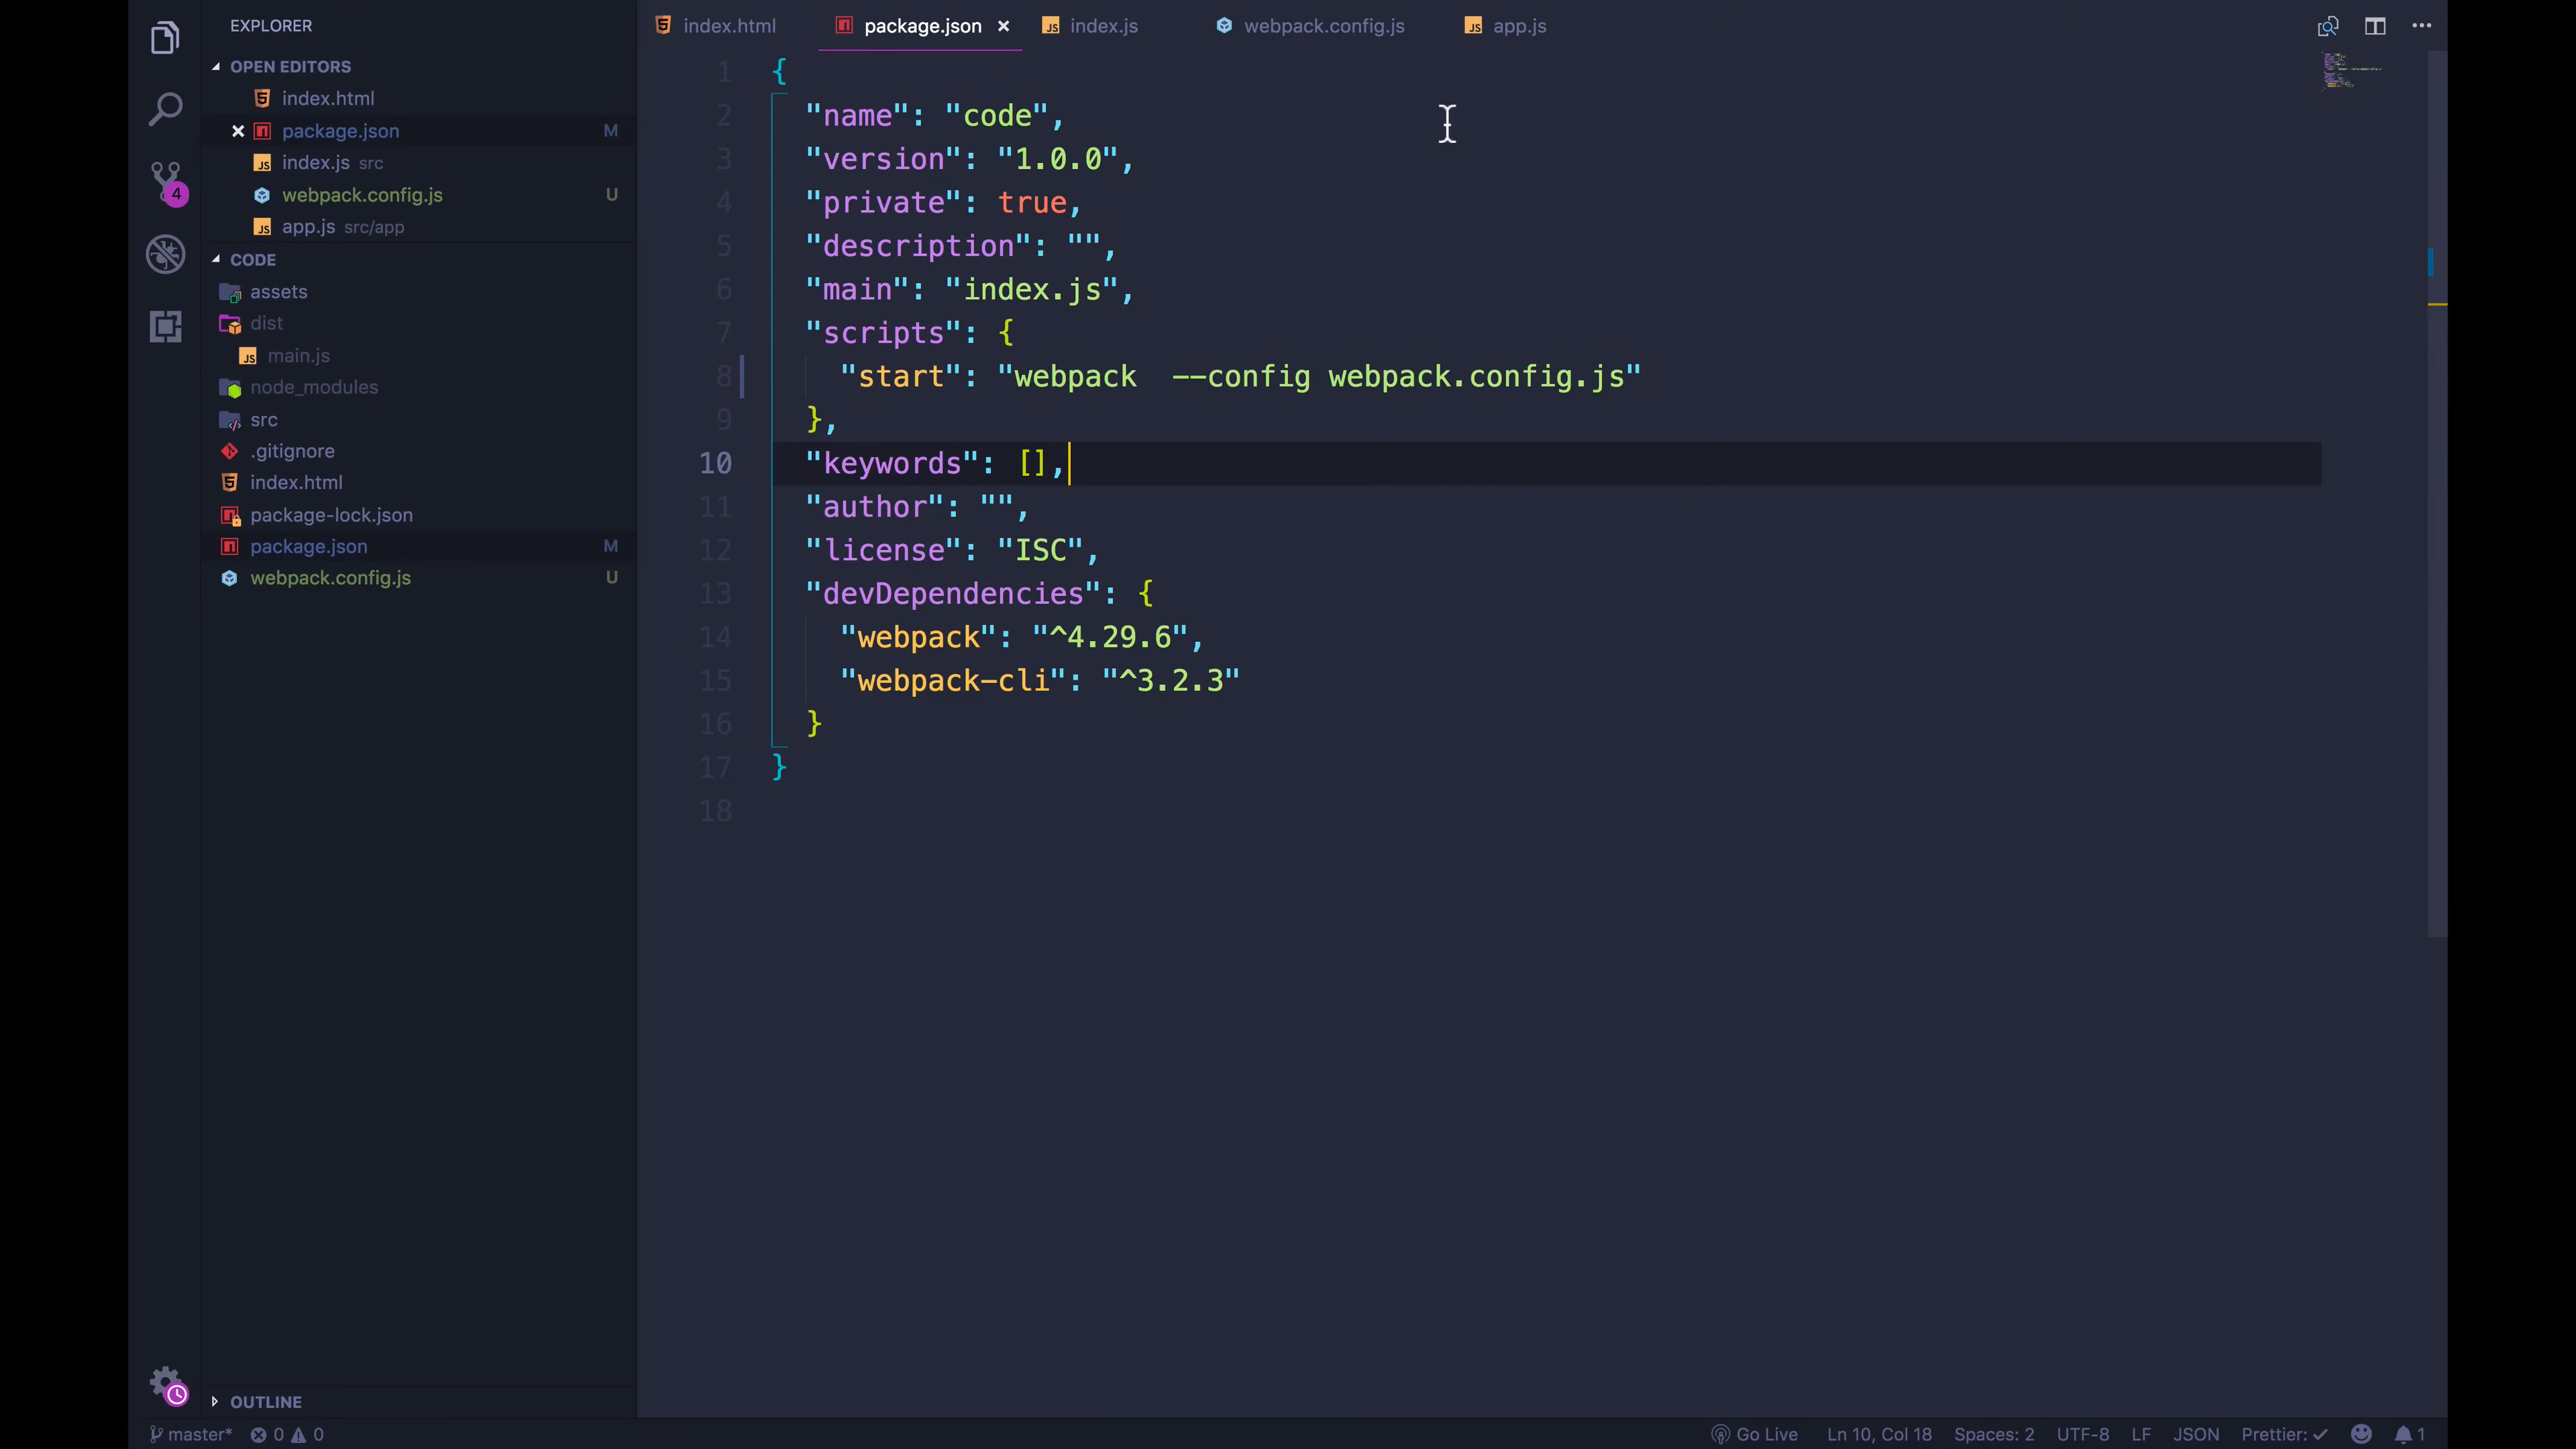 EXPLORER
OPEN EDITORS
index.html
package.json M
index.js src
webpack.config.js U
app.js src/app
CODE
assets
dist
main.js
node_modules
src
.gitignore
index.html
package-lock.json
package.json M
webpack.config.js U
OUTLINE
4
index.html package.json index.js webpack.config.js app.js
1 {
2 "name": "code",
3 "version": "1.0.0",
4 "private": true,
5 "description": "",
6 "main": "index.js",
7 "scripts": {
8 "start": "webpack  --config webpack.config.js"
9 },
10 "keywords": [],
11 "author": "",
12 "license": "ISC",
13 "devDependencies": {
14 "webpack": "^4.29.6",
15 "webpack-cli": "^3.2.3"
16 }
17 }
18
master* 0 0 Go Live Ln 10, Col 18 Spaces: 2 UTF-8 LF JSON Prettier: ✓ 1